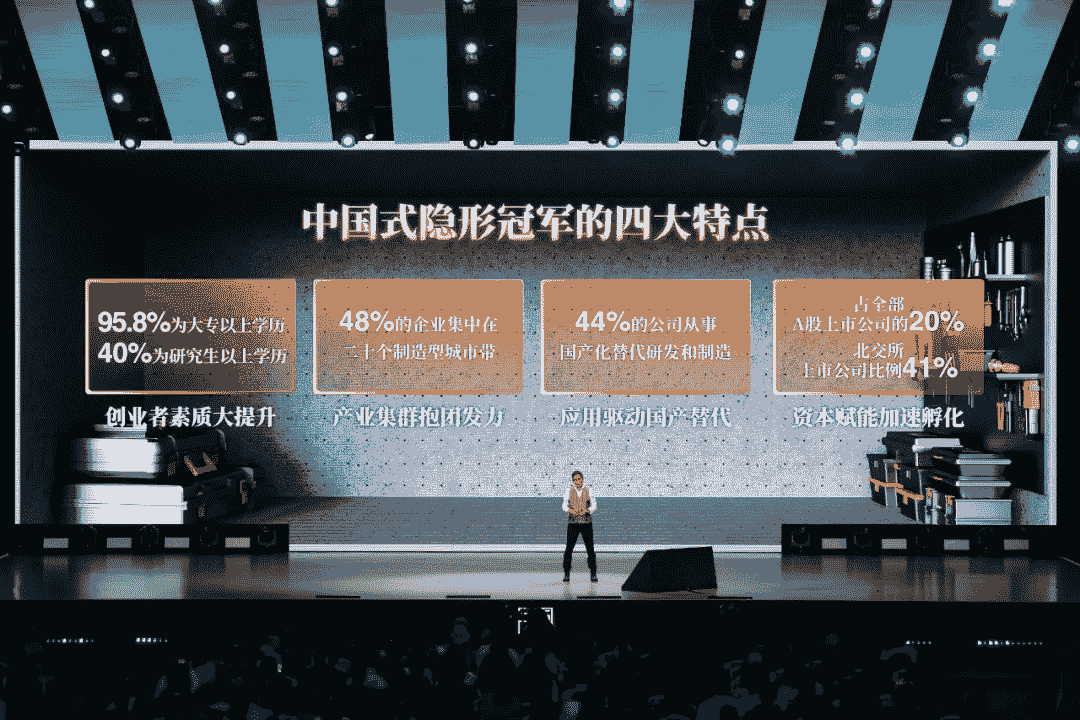 中国式隐形冠军的四大特点
95.8%为大专以上学历
40%为研究生以上学历
创业者素质大提升
48%的企业集中在
二十个制造型城市带
产业集群抱团发力
44%的公司从事
国产化替代研发和制造
应用驱动国产替代
占全部
A股上市公司的20%
北交所
上市公司比例41%
资本赋能加速孵化